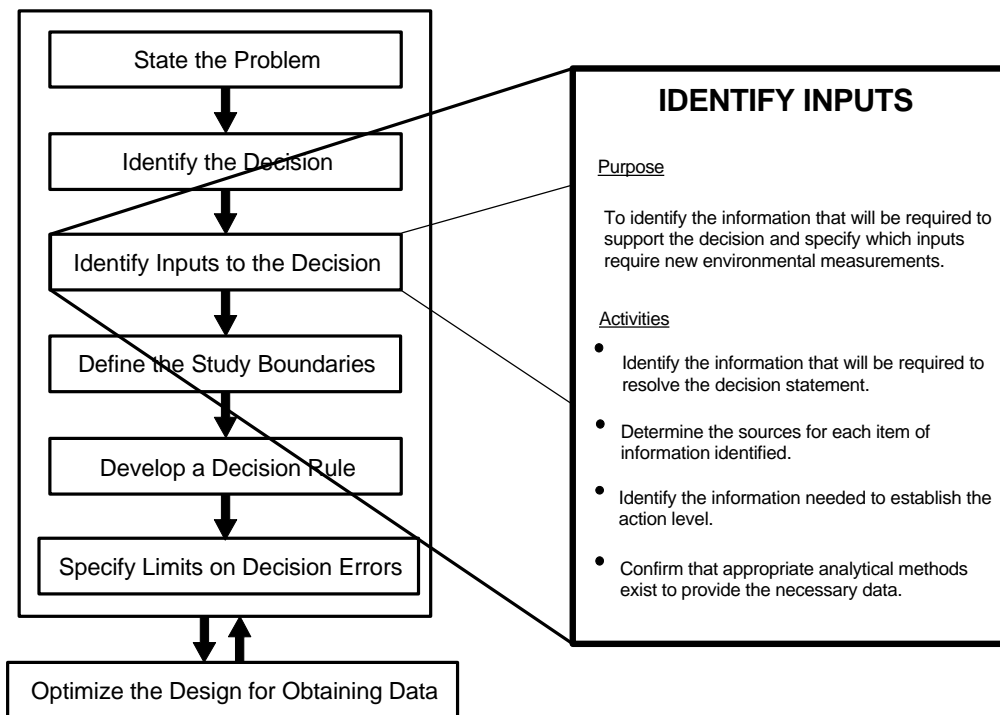 State the Problem
Identify the Decision
Identify Inputs to the Decision
Define the Study Boundaries
Develop a Decision Rule
Specify Limits on Decision Errors
Optimize the Design for Obtaining Data
IDENTIFY INPUTS
Purpose
To identify the information that will be required to
support the decision and specify which inputs
require new environmental measurements.
Activities
• Identify the information that will be required to
resolve the decision statement.
• Determine the sources for each item of
information identified.
• Identify the information needed to establish the
action level.
• Confirm that appropriate analytical methods
exist to provide the necessary data.